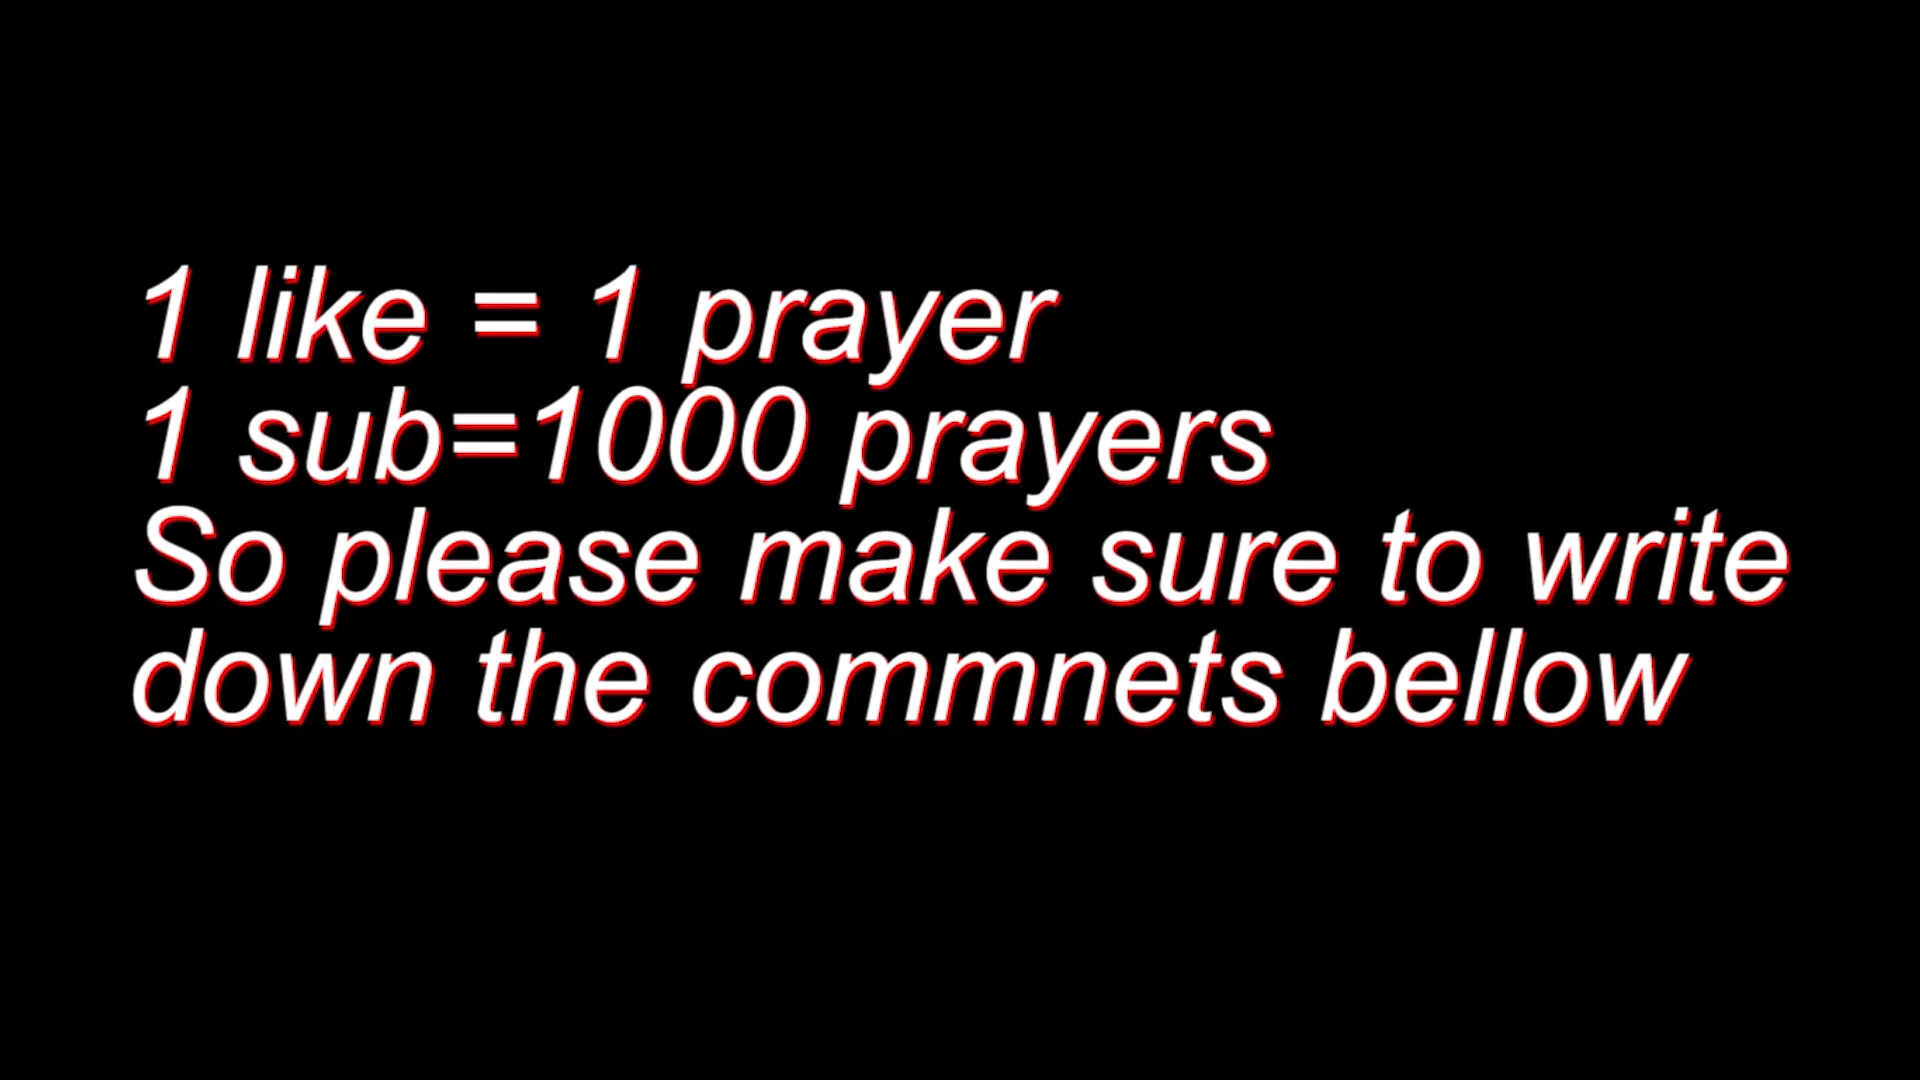 1 like = 1 prayer
1 sub=1000 prayers
So please make sure to write
down the commnets bellow